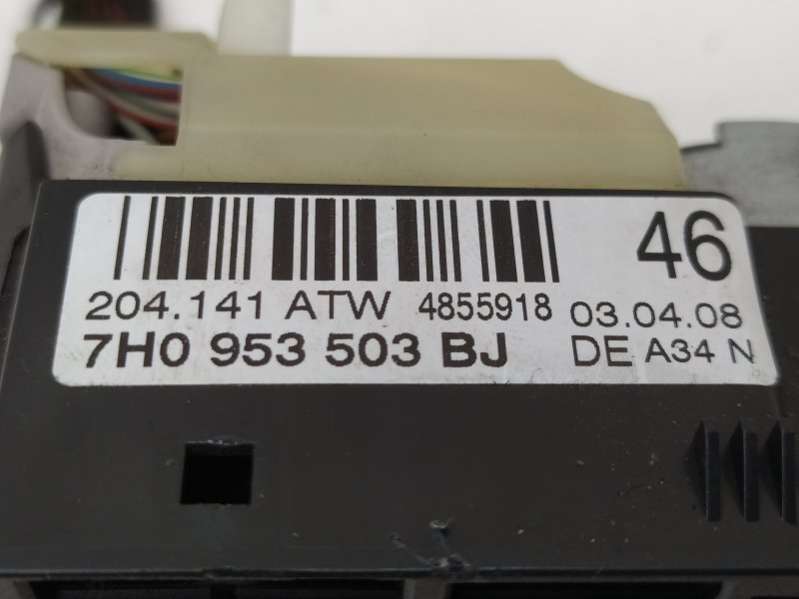 46
204.141 ATW 4855918 03.04.08
7H0 953 503 BJ DE A34 N